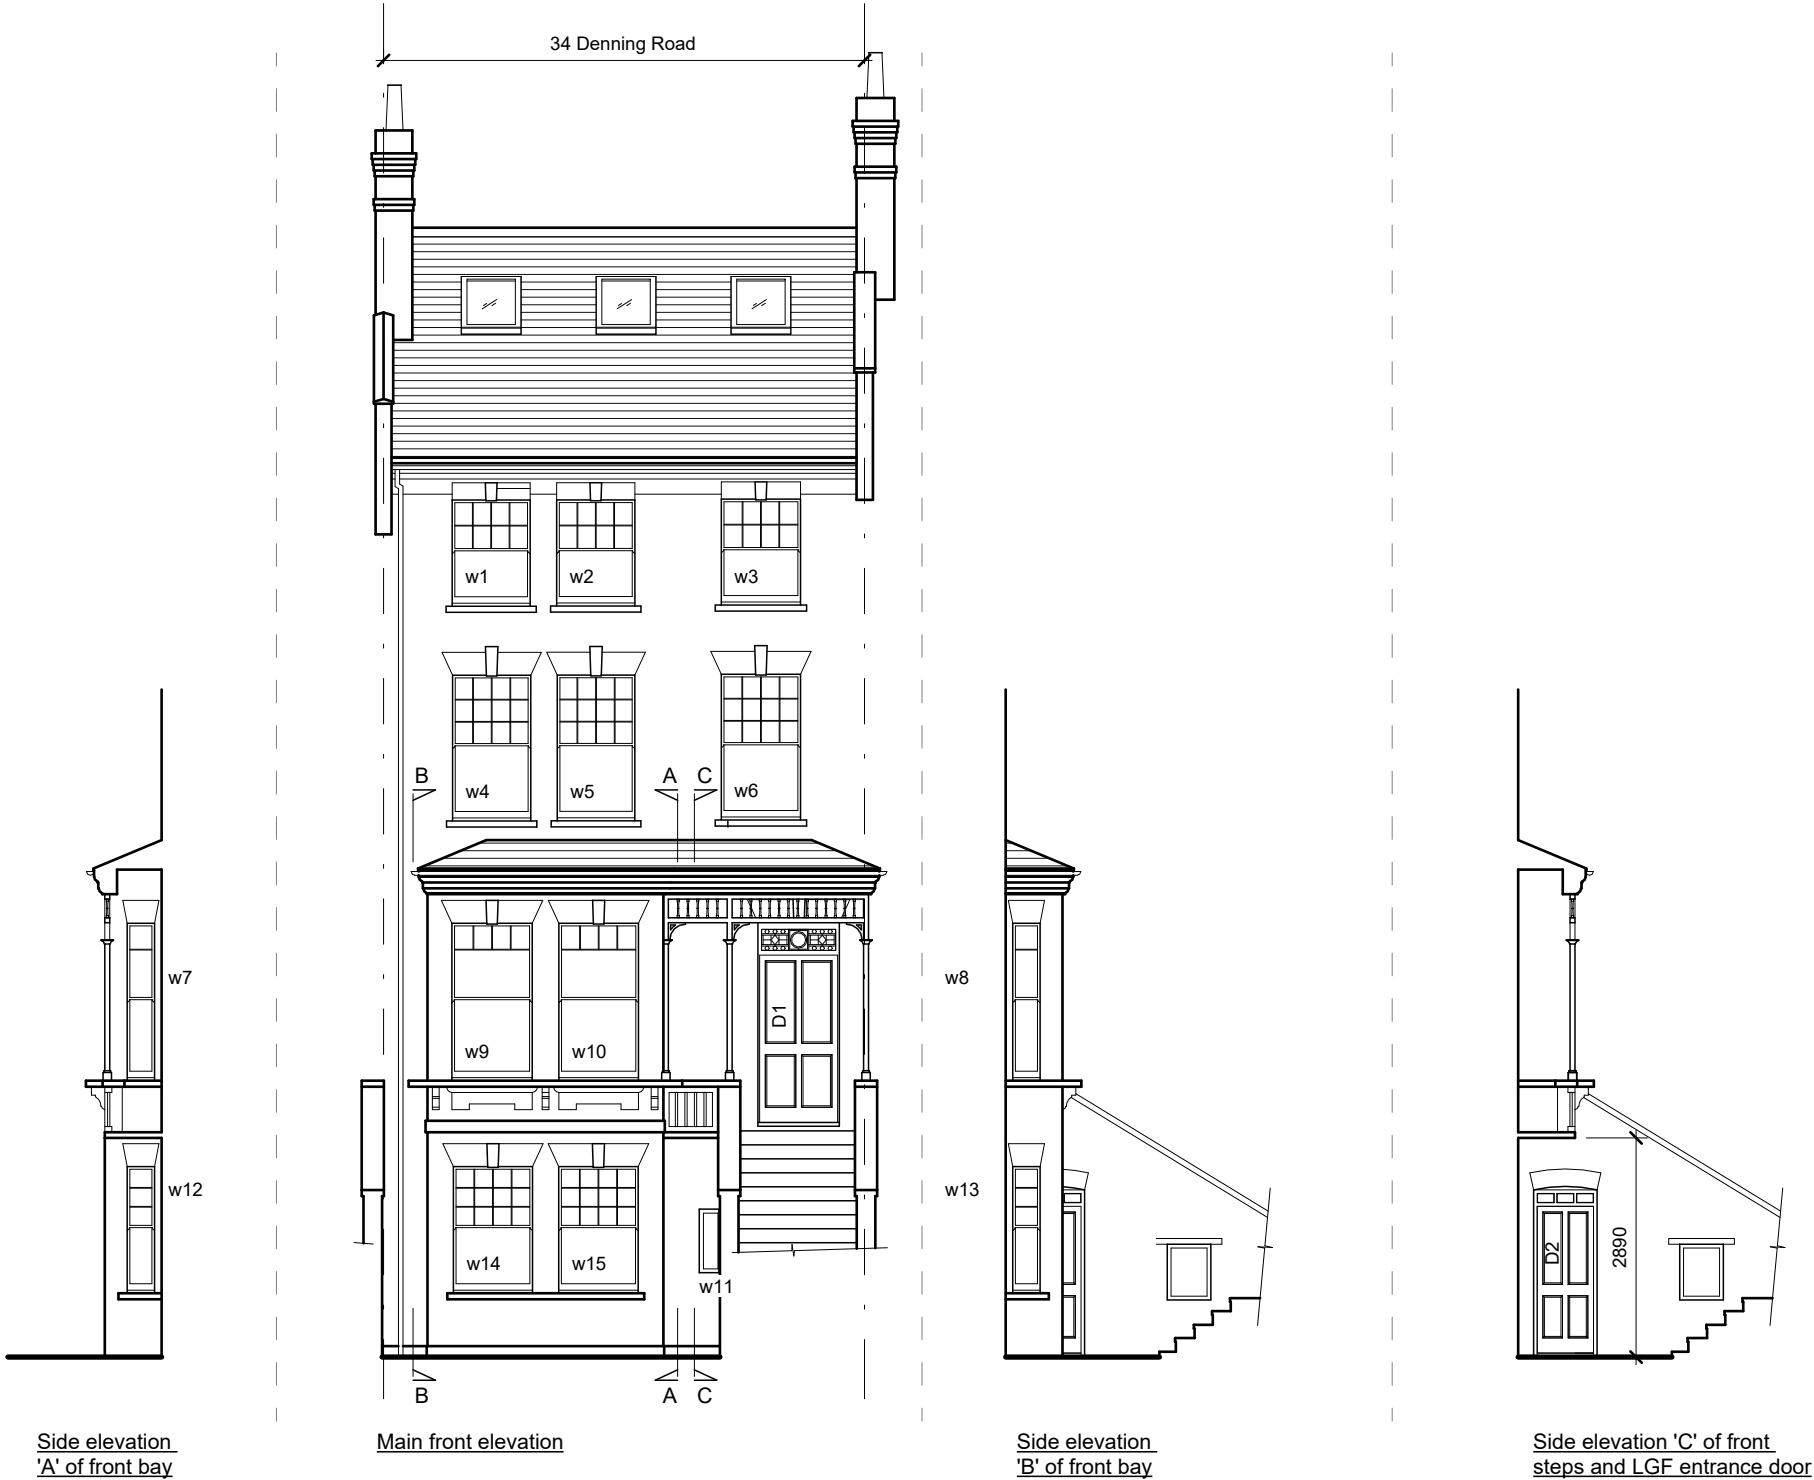 34 Denning Road
w1
w2
w3
w4
w5
w6
B
A
C
w7
w8
w9
w10
D1
w12
w13
w14
w15
w11
D2
2890
B
A
C
Side elevation
'A' of front bay
Main front elevation
Side elevation
'B' of front bay
Side elevation 'C' of front
steps and LGF entrance door